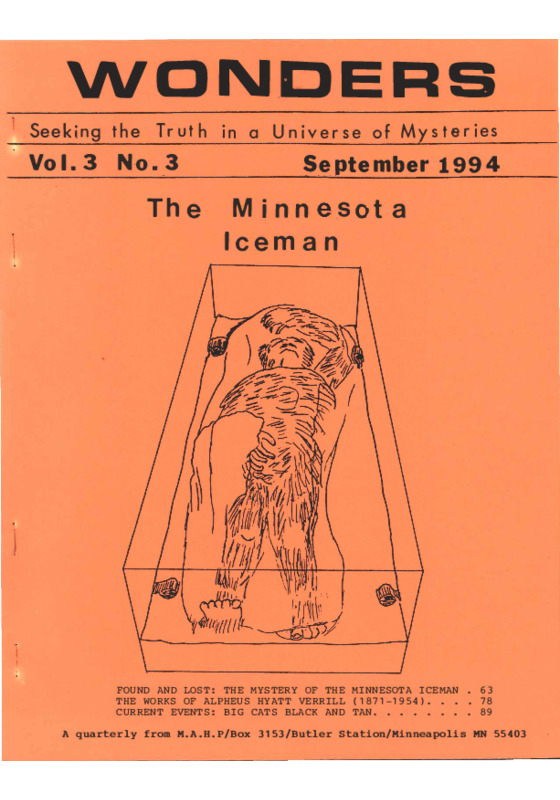 WONDERS
Seeking the Truth in a Universe of Mysteries
Vol. 3 No. 3 September 1994
The Minnesota
Iceman
FOUND AND LOST: THE MYSTERY OF THE MINNESOTA ICEMAN . 63
THE WORKS OF ALPHEUS HYATT VERRILL (1871-1954). . . . 78
CURRENT EVENTS: BIG CATS BLACK AND TAN. . . . . . . . 89
A quarterly from M.A.H.P/Box 3153/Butler Station/Minneapolis MN 55403